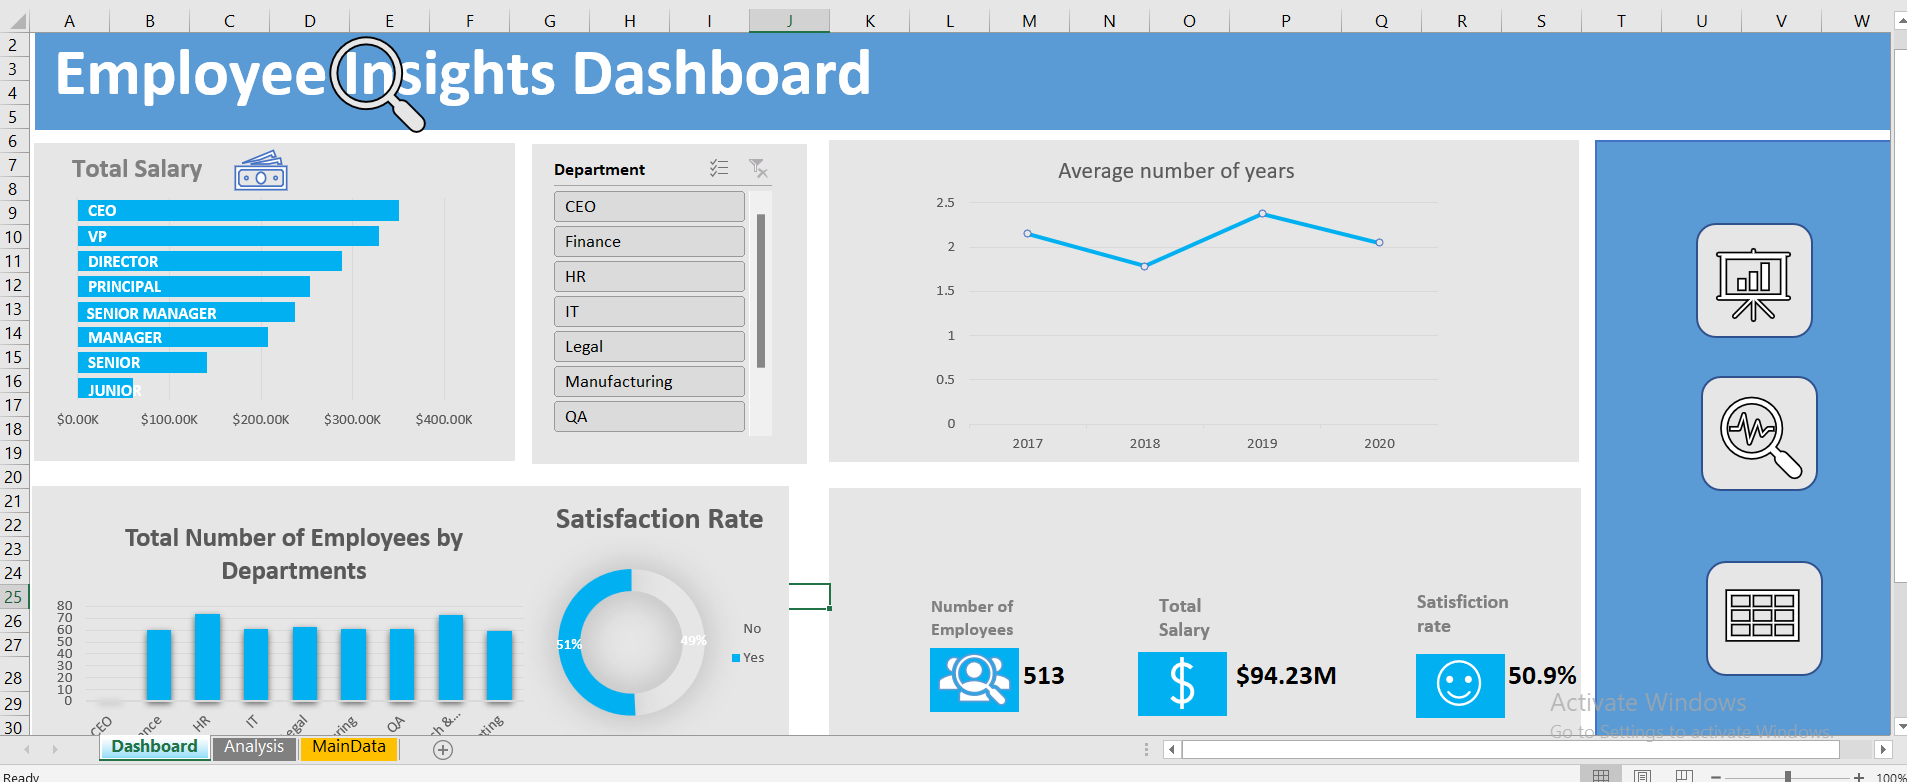 A B C D E F G H I J K L M N O P Q R S T U V W
2
3
4
5
6
7
8
9
10
11
12
13
14
15
16
17
18
19
20
21
22
23
24
25
26
27
28
29
30
Employee Insights Dashboard
Total Salary
CEO
VP
DIRECTOR
PRINCIPAL
SENIOR MANAGER
MANAGER
SENIOR
JUNIOR
$0.00K $100.00K $200.00K $300.00K $400.00K
Department
CEO
Finance
HR
IT
Legal
Manufacturing
QA
Average number of years
2.5
2
1.5
1
0.5
0
2017 2018 2019 2020
Total Number of Employees by
Departments
80
70
60
50
40
30
20
10
0
CEO nce HR IT egal ring QA h &... ting
Satisfaction Rate
51% 49%
No
Yes
Number of
Employees
513
Total
Salary
$94.23M
Satisfiction
rate
50.9%
Activate Windows
Go to Settings to activate Windows.
Dashboard Analysis MainData
Ready
100%